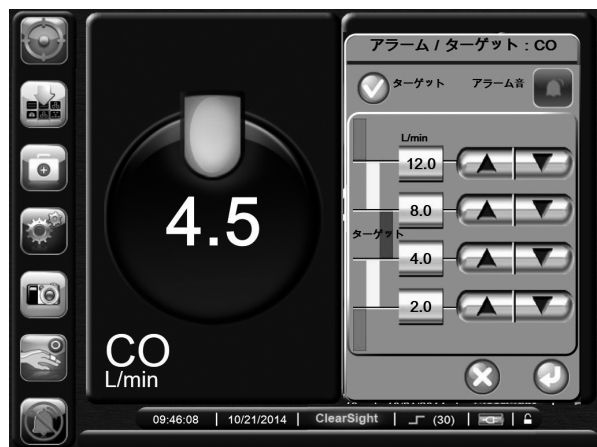 アラーム / ターゲット : CO
ターゲット
アラーム音
L/min
12.0
8.0
ターゲット
4.0
2.0
4.5
CO
L/min
09:46:08
10/21/2014
ClearSight
(30)